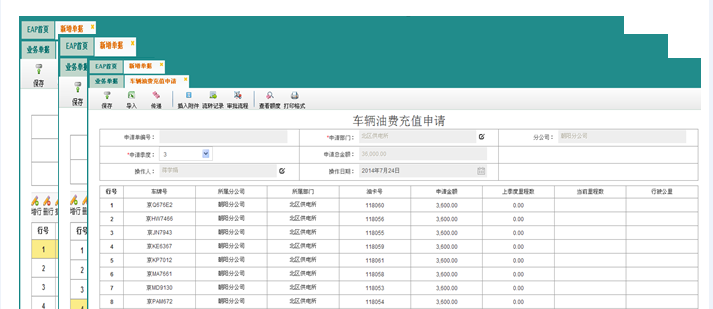 EAP首页 新增单据
业务单据
保存
增行 删行
行号
1
2
3
4
EAP首页 新增单据
业务单据
保存
增行 删
行号
1
2
3
4
EAP首页 新增单据
业务单据 车辆油费充值申请
保存 导入 传递 插入附件 流转记录 审批流程 查看额度 打印格式
车辆油费充值申请
申请单编号： *申请部门： 北区供电所 分公司： 朝阳分公司
*申请季度： 3 申请总金额：
操作人： 操作日期： 2014年7月24日
行号 车牌号 所属分公司 所属部门 油卡号 申请金额 上季度里程数 当前里程数 行驶公里
1 京Q676E2 朝阳分公司 北区供电所 118060 3,600.00 0.00
2 京HW7466 朝阳分公司 北区供电所 118056 3,600.00 0.00
3 京JN7943 朝阳分公司 北区供电所 118055 3,600.00 0.00
4 京KE6367 朝阳分公司 北区供电所 118059 3,600.00 0.00
5 京KP7012 朝阳分公司 北区供电所 118061 3,600.00 0.00
6 京MA7661 朝阳分公司 北区供电所 118058 3,600.00 0.00
7 京MD9130 朝阳分公司 北区供电所 118053 3,600.00 0.00
8 京PAM672 朝阳分公司 北区供电所 118054 3,600.00 0.00